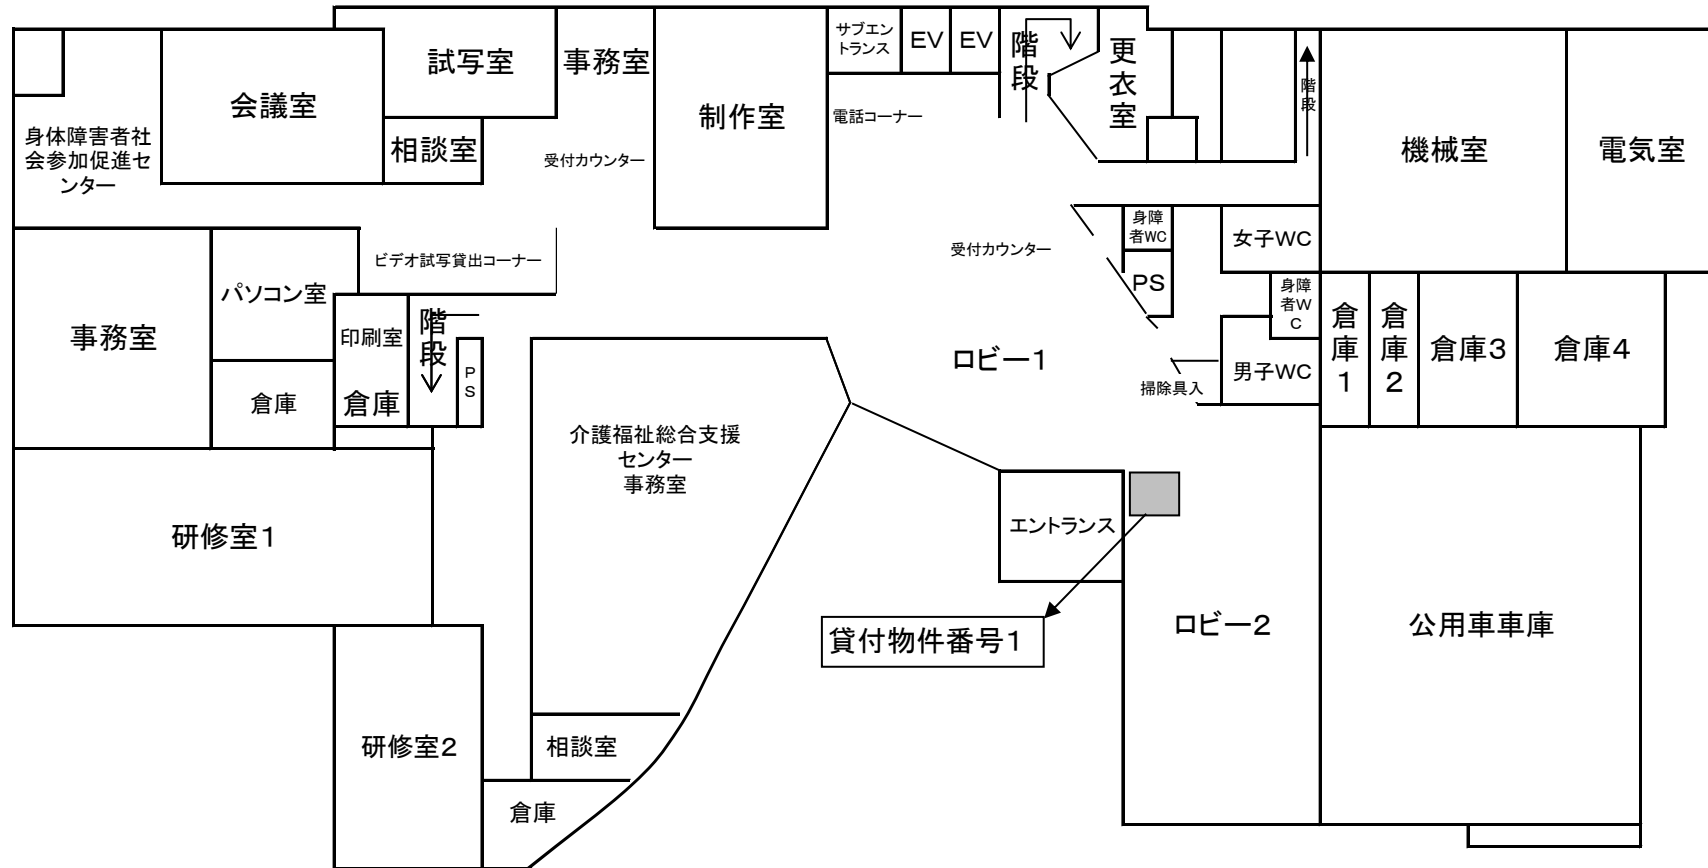 サブエン
トランス
EV
EV
階
段
更
衣
室
試写室
事務室
会議室
制作室
電話コーナー
階
段
身体障害者社
会参加促進セ
ンター
相談室
受付カウンター
機械室
電気室
身障
者WC
女子WC
受付カウンター
ビデオ試写貸出コーナー
PS
パソコン室
身障
者W
C
事務室
印刷室
階
段
倉
庫
1
倉
庫
2
倉庫3
倉庫4
ロビー1
P
S
男子WC
掃除具入
倉庫
倉庫
介護福祉総合支援
センター
事務室
研修室1
エントランス
貸付物件番号1
ロビー2
公用車車庫
研修室2
相談室
倉庫